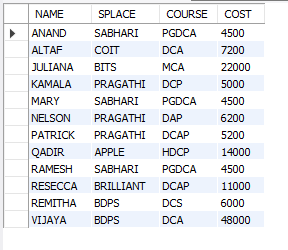 NAME SPLACE COURSE COST
ANAND SABHARI PGDCA 4500
ALTAF COIT DCA 7200
JULIANA BITS MCA 22000
KAMALA PRAGATHI DCP 5000
MARY SABHARI PGDCA 4500
NELSON PRAGATHI DAP 6200
PATRICK PRAGATHI DCAP 5200
QADIR APPLE HDCP 14000
RAMESH SABHARI PGDCA 4500
RESECCA BRILLIANT DCAP 11000
REMITHA BDPS DCS 6000
VIJAYA BDPS DCA 48000